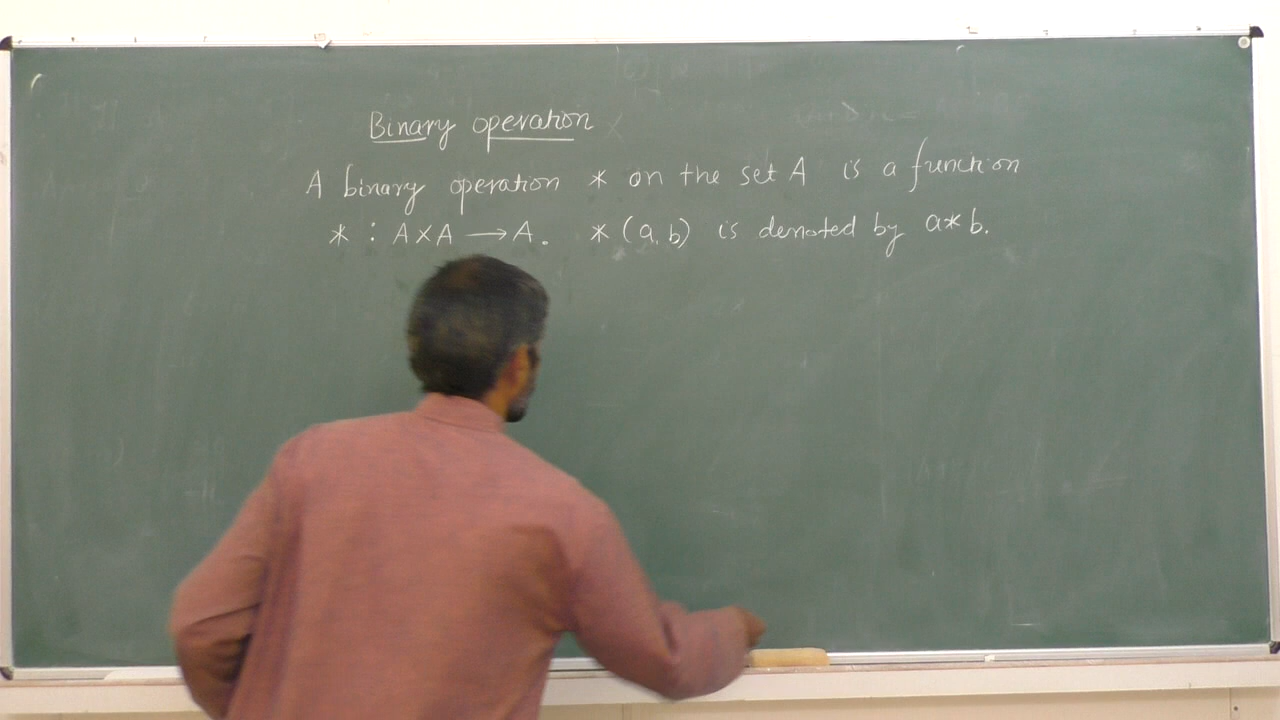 Binary operation
A binary operation * on the set A is a function
* : A×A ⟶ A. *(a, b) is denoted by a*b.